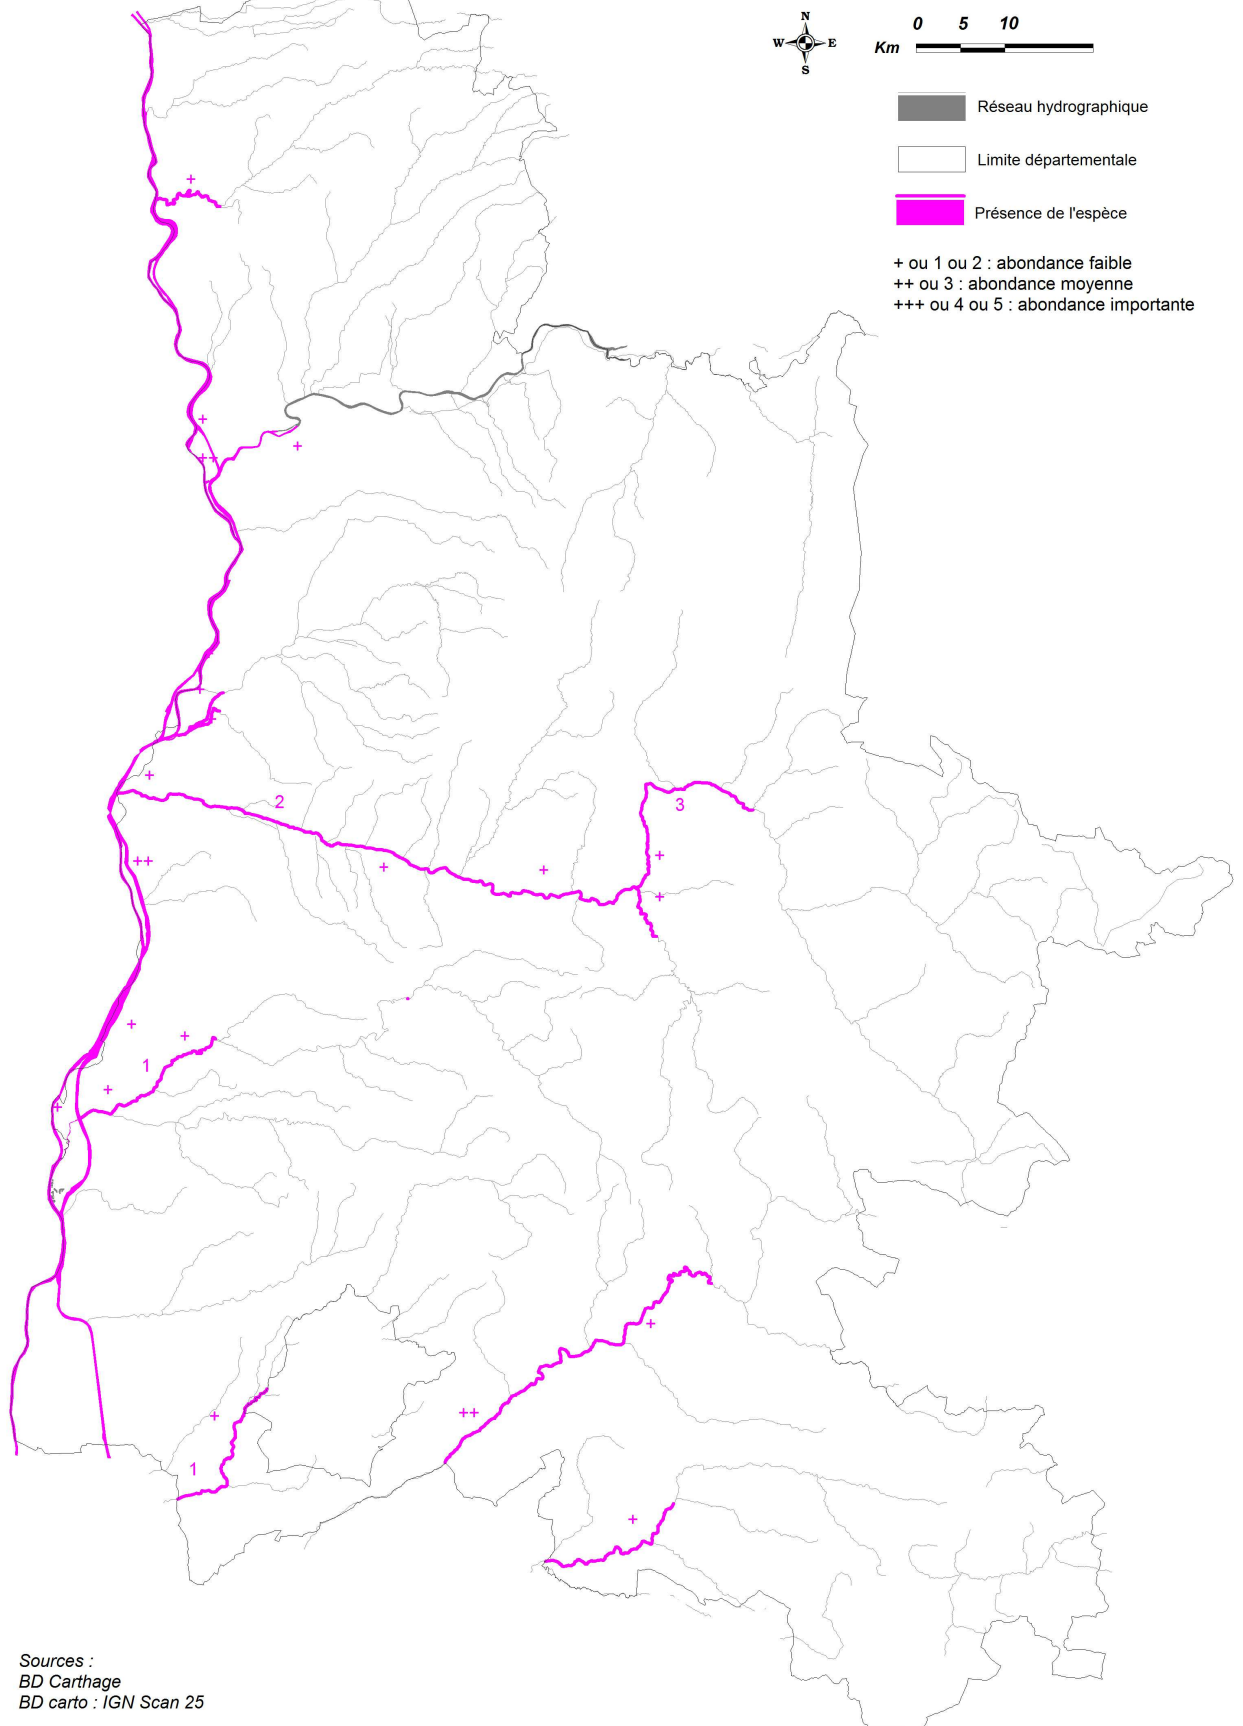 N
W E
S
0 5 10
Km
Réseau hydrographique
Limite départementale
Présence de l'espèce
+ ou 1 ou 2 : abondance faible
++ ou 3 : abondance moyenne
+++ ou 4 ou 5 : abondance importante
+
+
+
++
+
+
+
2
3
++
+
+
+
+
+
+
1
+
+
+
++
+
1
+
Sources :
BD Carthage
BD carto : IGN Scan 25